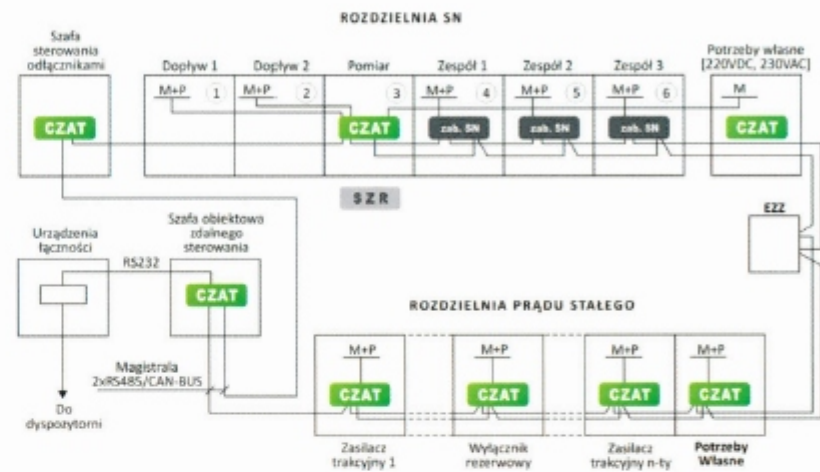 ROZDZIELNIA SN
Szafa
sterowania
odłącznikami
Dopływ 1
Dopływ 2
Pomiar
Zespół 1
Zespół 2
Zespół 3
Potrzeby własne
[220VDC, 230VAC]
M+P
1
M+P
2
3
M+P
4
M+P
5
M+P
6
M
CZAT
CZAT
zab. SN
zab. SN
zab. SN
CZAT
SZR
EZZ
Urządzenia
łączności
Szafa obiektowa
zdalnego
sterowania
RS232
CZAT
ROZDZIELNIA PRĄDU STAŁEGO
Magistrala
2xRS485/CAN-BUS
Do
dyspozytorni
M+P
M+P
M+P
M+P
CZAT
CZAT
CZAT
CZAT
Zasilacz
trakcyjny 1
Wyłącznik
rezerwowy
Zasilacz
trakcyjny n-ty
Potrzeby
Własne